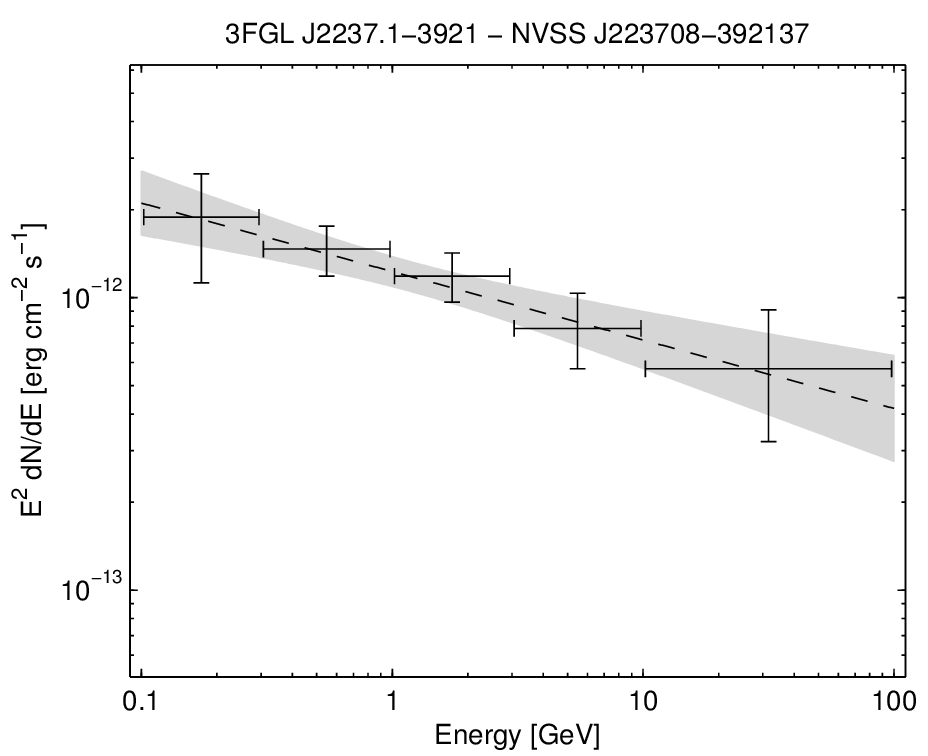 3FGL J2237.1−3921 − NVSS J223708−392137
E² dN/dE [erg cm⁻² s⁻¹]
10⁻¹²
10⁻¹³
0.1 1 10 100
Energy [GeV]